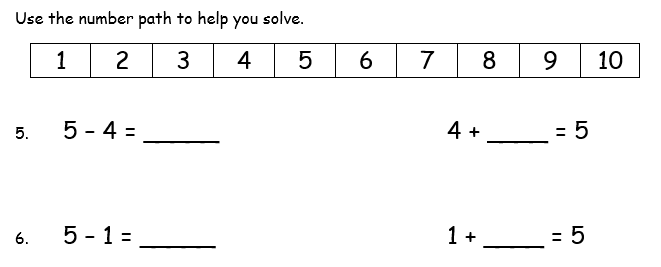 Use the number path to help you solve.
1 2 3 4 5 6 7 8 9 10
5. 5 - 4 = ______ 4 + _____ = 5
6. 5 - 1 = ______ 1 + _____ = 5